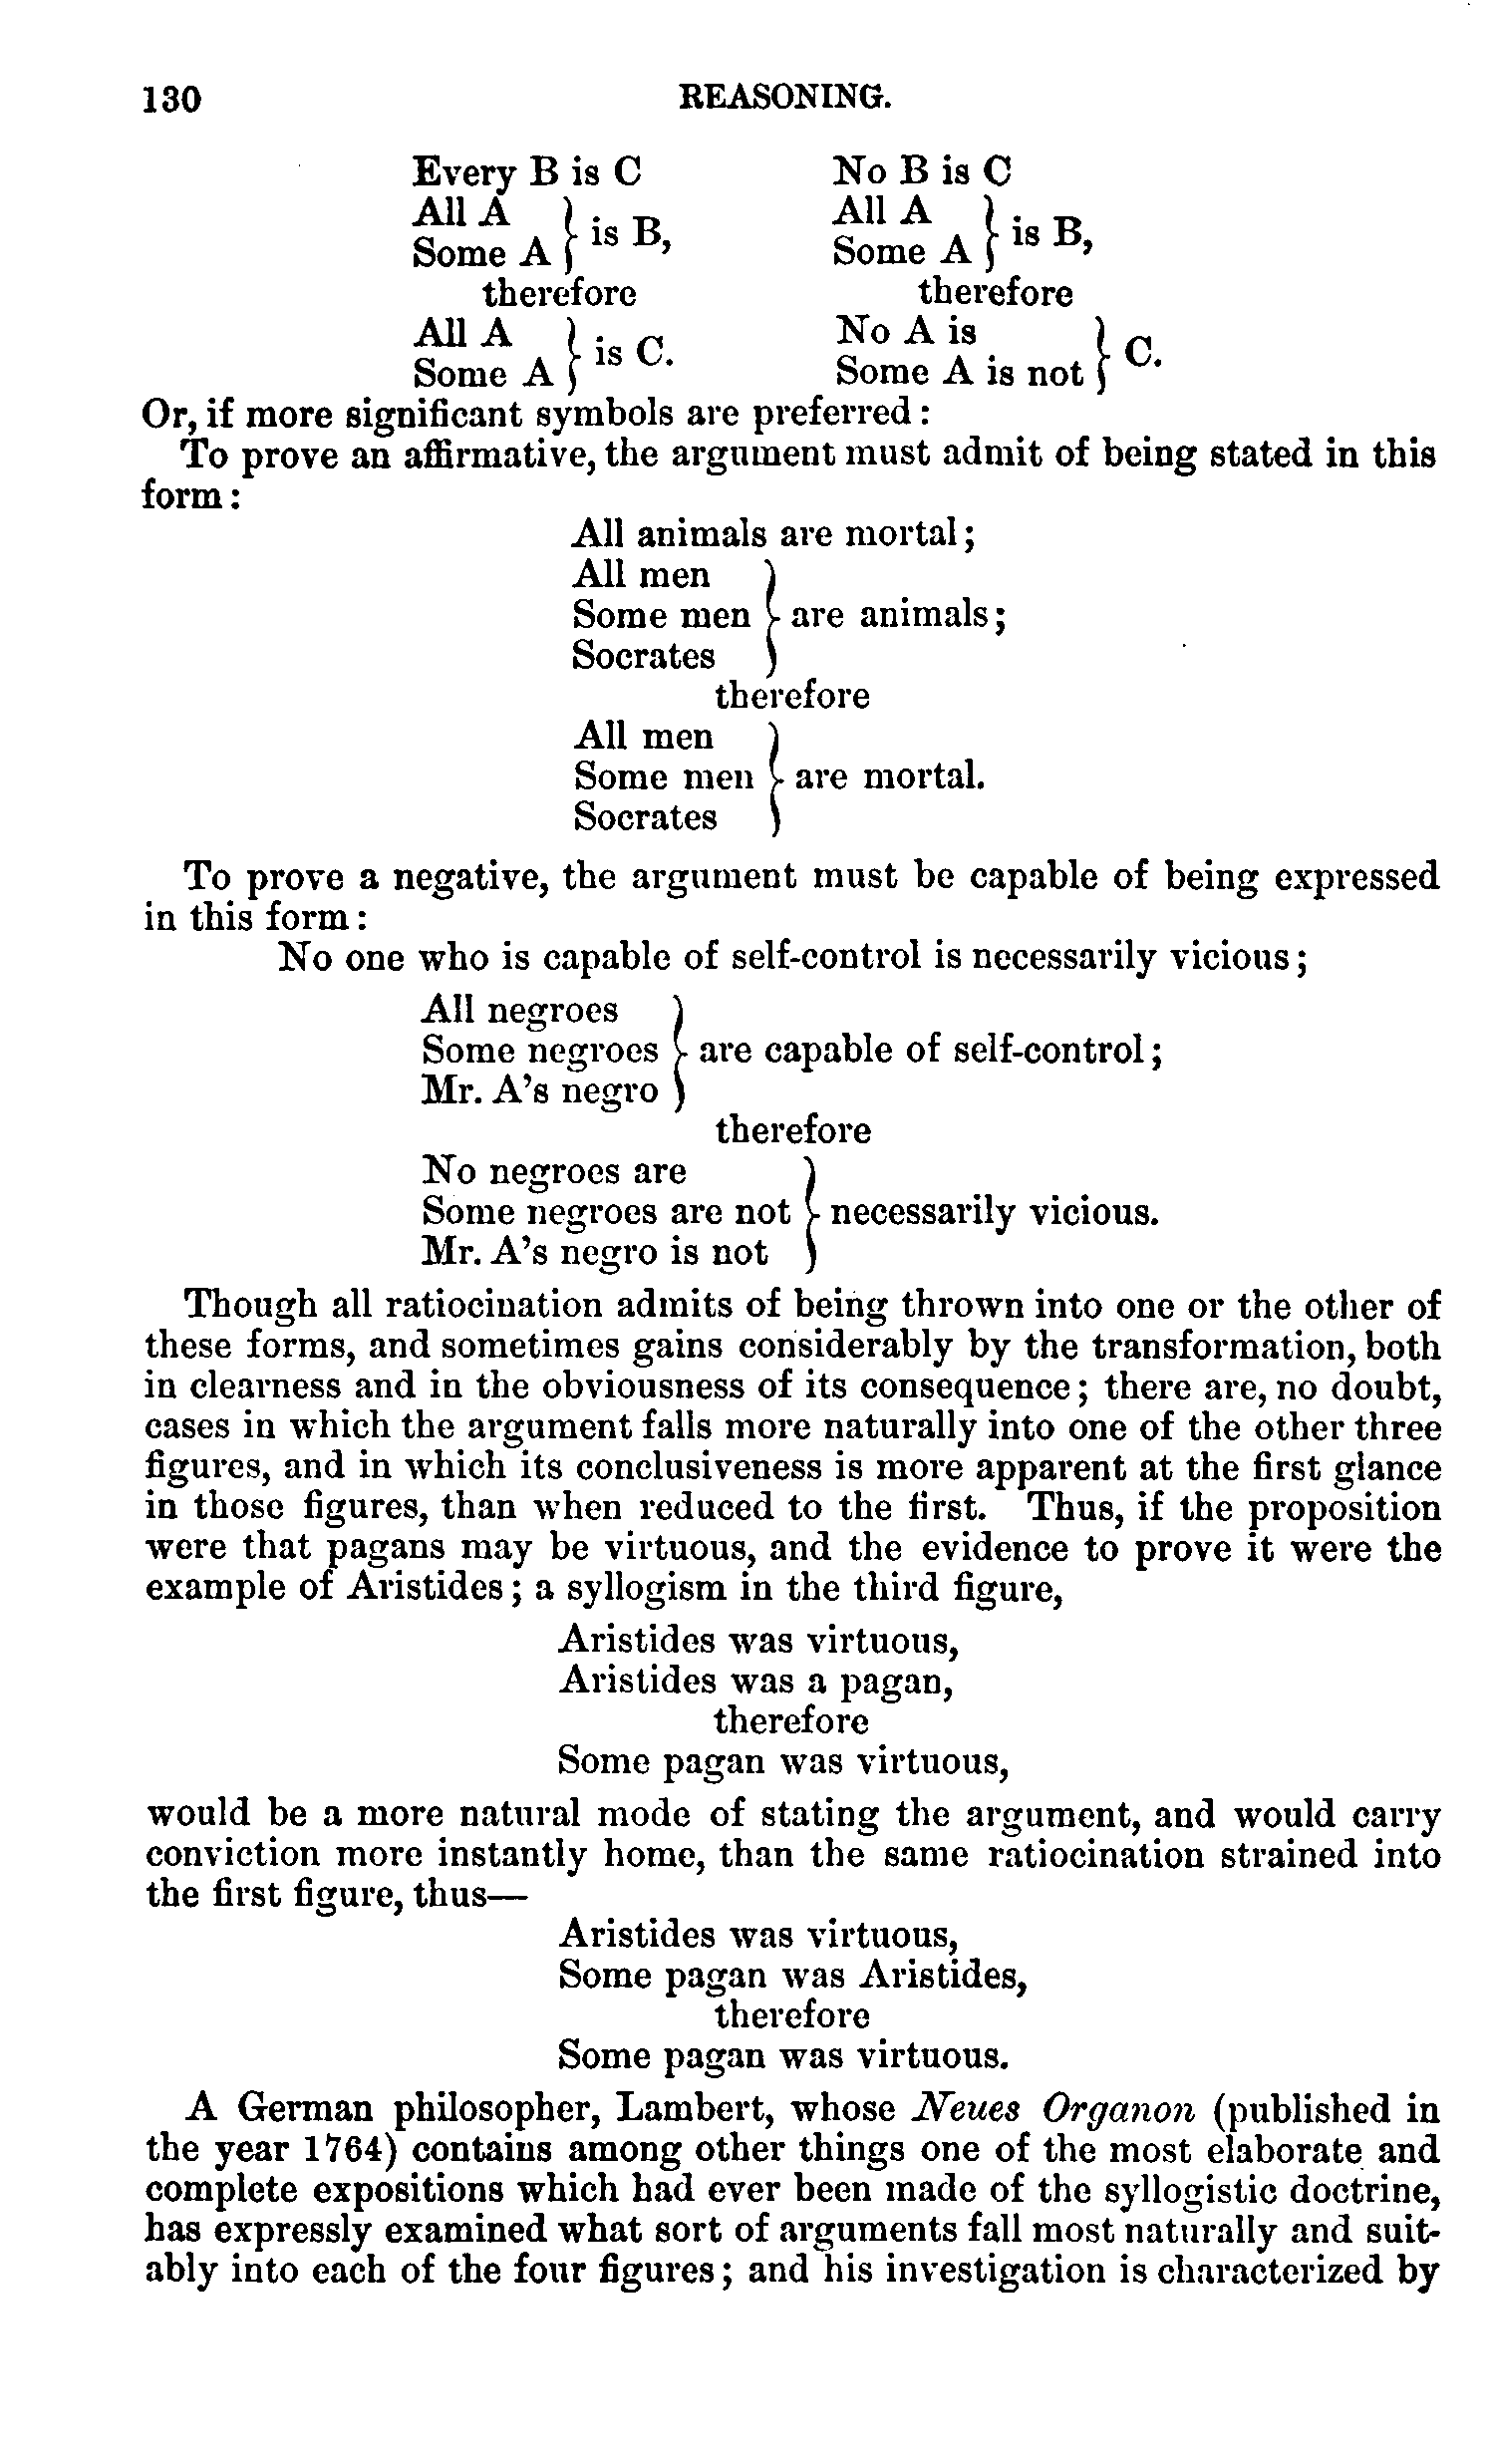 130 REASONING.
Every B is C No B is C
All A } is B, All A } is B,
Some A Some A
therefore therefore
All A } is C. No A is } C.
Some A Some A is not
Or, if more significant symbols are preferred:
To prove an affirmative, the argument must admit of being stated in this
form:
All animals are mortal;
All men
Some men } are animals;
Socrates
therefore
All men
Some men } are mortal.
Socrates
To prove a negative, the argument must be capable of being expressed
in this form:
No one who is capable of self-control is necessarily vicious;
All negroes
Some negroes } are capable of self-control;
Mr. A's negro
therefore
No negroes are
Some negroes are not } necessarily vicious.
Mr. A's negro is not
Though all ratiocination admits of being thrown into one or the other of
these forms, and sometimes gains considerably by the transformation, both
in clearness and in the obviousness of its consequence; there are, no doubt,
cases in which the argument falls more naturally into one of the other three
figures, and in which its conclusiveness is more apparent at the first glance
in those figures, than when reduced to the first. Thus, if the proposition
were that pagans may be virtuous, and the evidence to prove it were the
example of Aristides; a syllogism in the third figure,
Aristides was virtuous,
Aristides was a pagan,
therefore
Some pagan was virtuous,
would be a more natural mode of stating the argument, and would carry
conviction more instantly home, than the same ratiocination strained into
the first figure, thus—
Aristides was virtuous,
Some pagan was Aristides,
therefore
Some pagan was virtuous.
A German philosopher, Lambert, whose Neues Organon (published in
the year 1764) contains among other things one of the most elaborate and
complete expositions which had ever been made of the syllogistic doctrine,
has expressly examined what sort of arguments fall most naturally and suit-
ably into each of the four figures; and his investigation is characterized by